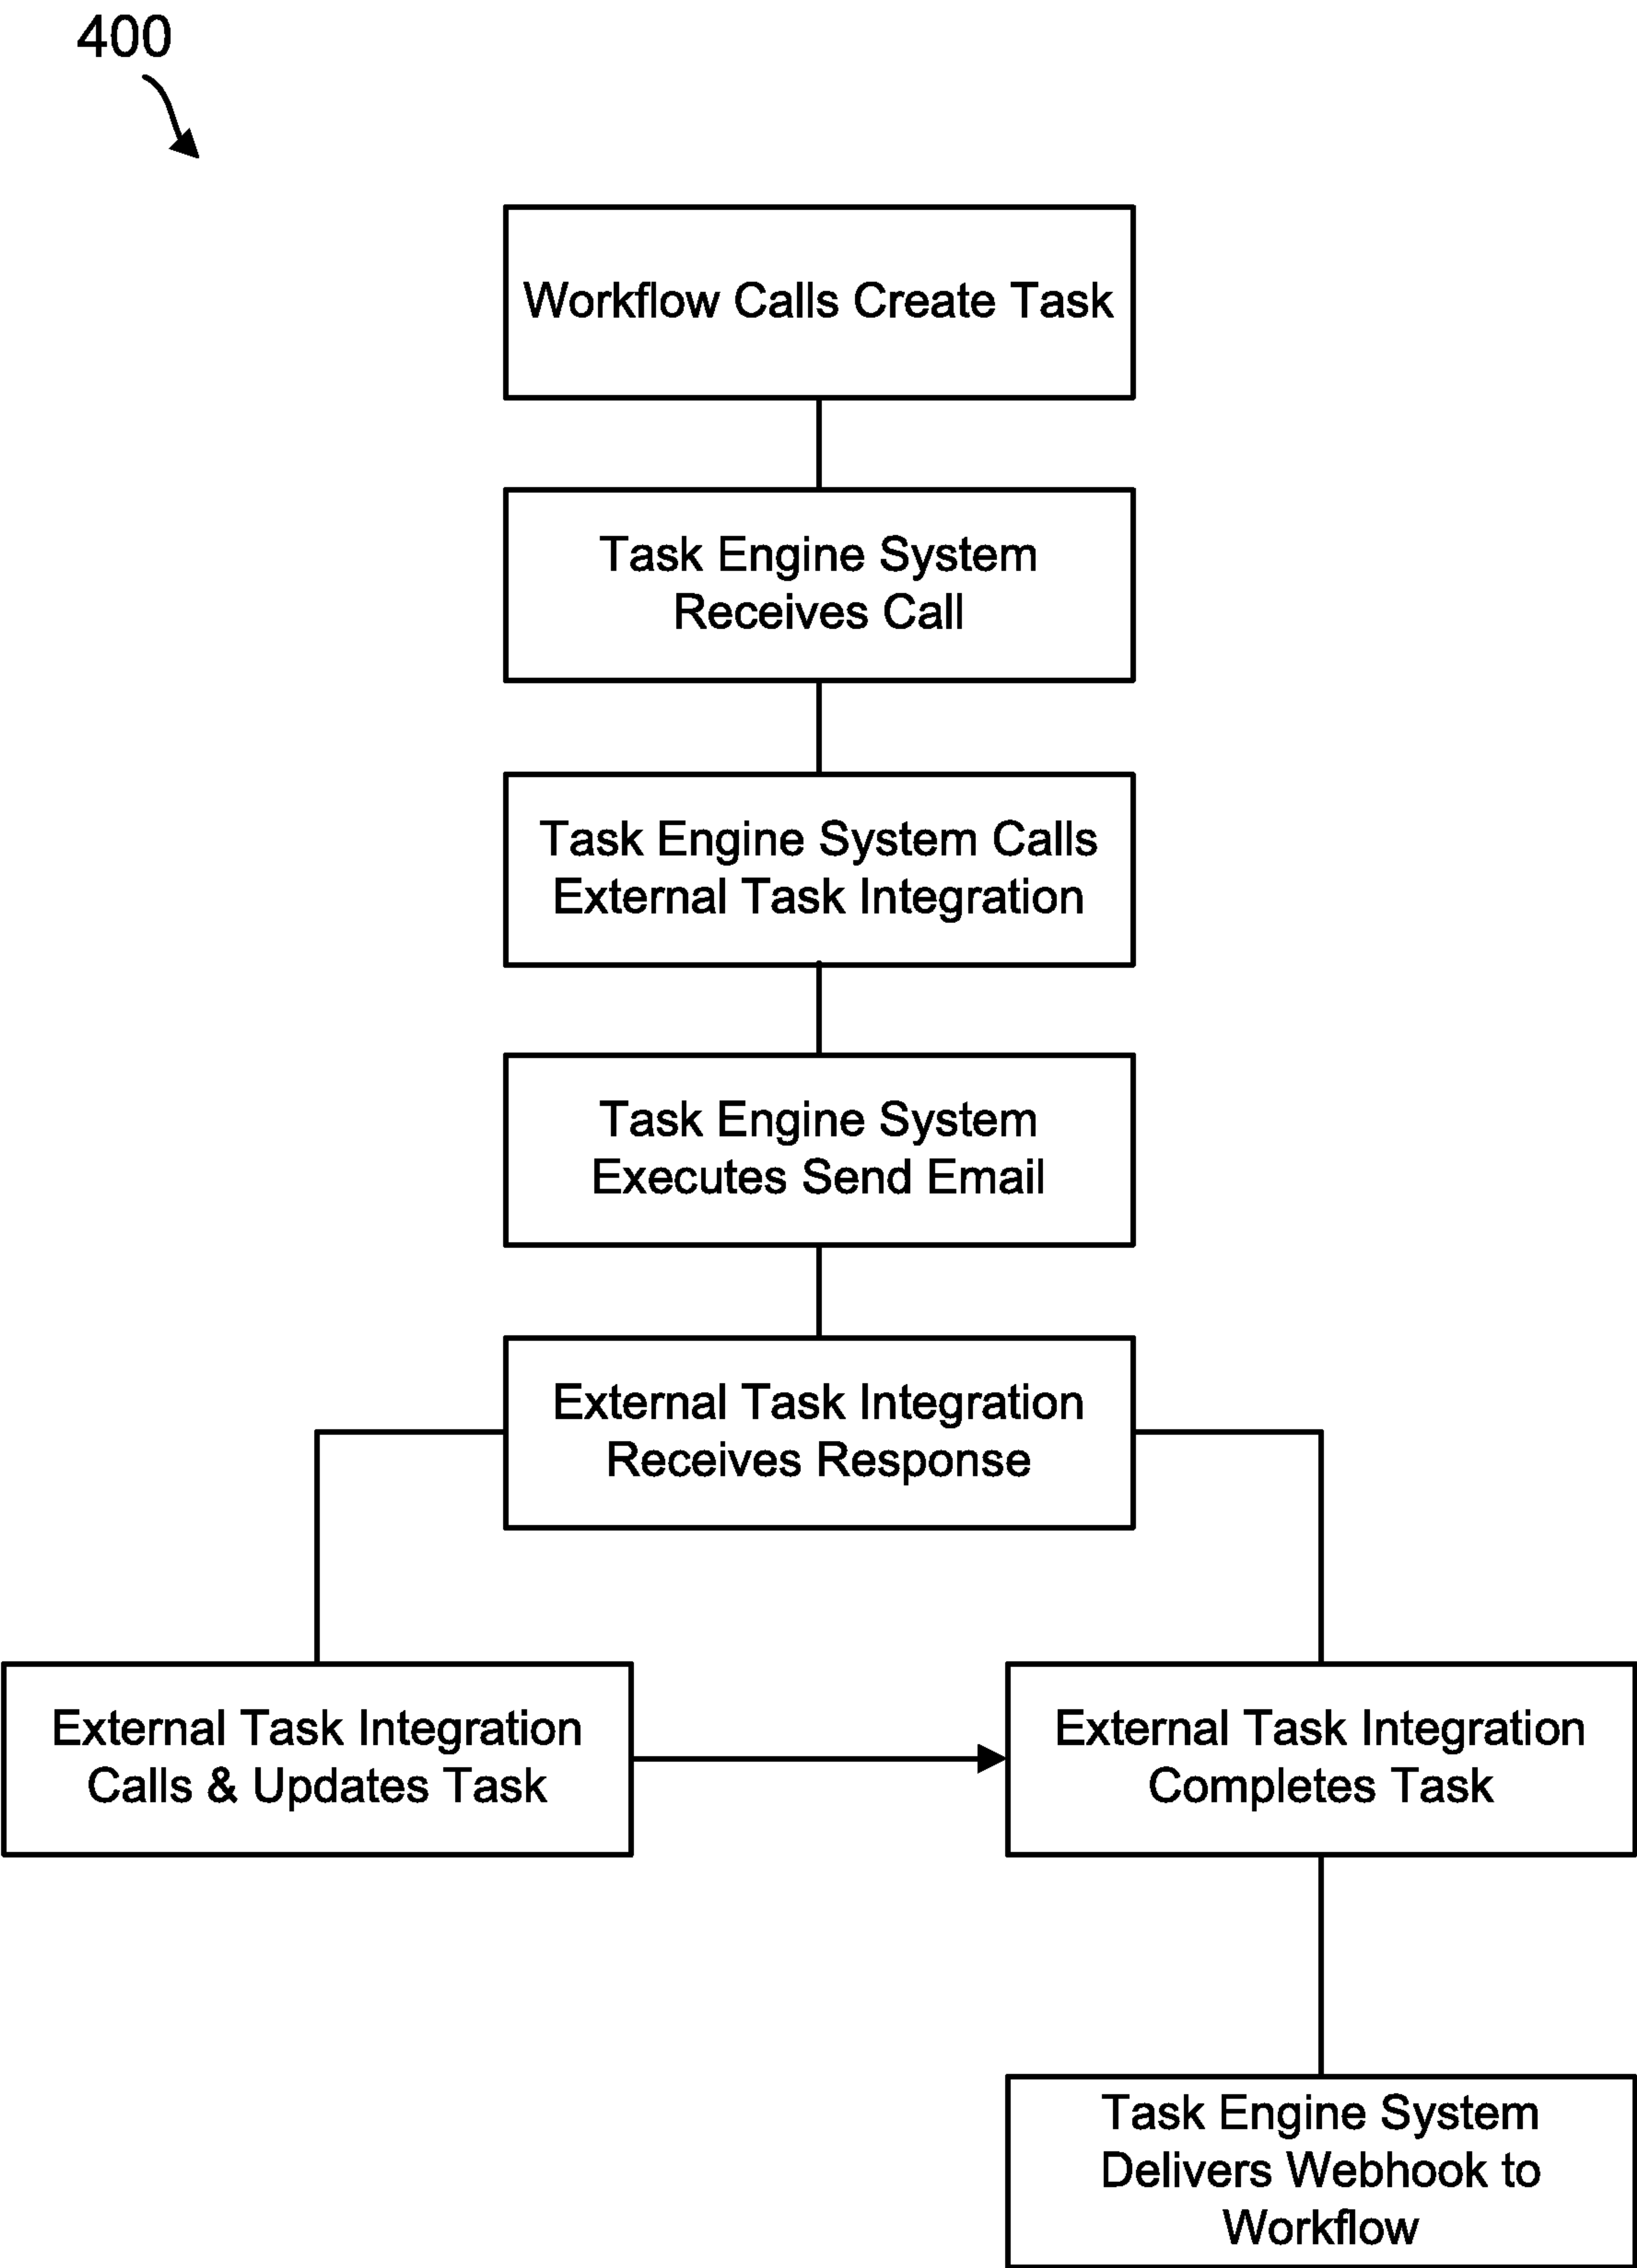 400
Workflow Calls Create Task
Task Engine System
Receives Call
Task Engine System Calls
External Task Integration
Task Engine System
Executes Send Email
External Task Integration
Receives Response
External Task Integration
Calls & Updates Task
External Task Integration
Completes Task
Task Engine System
Delivers Webhook to
Workflow